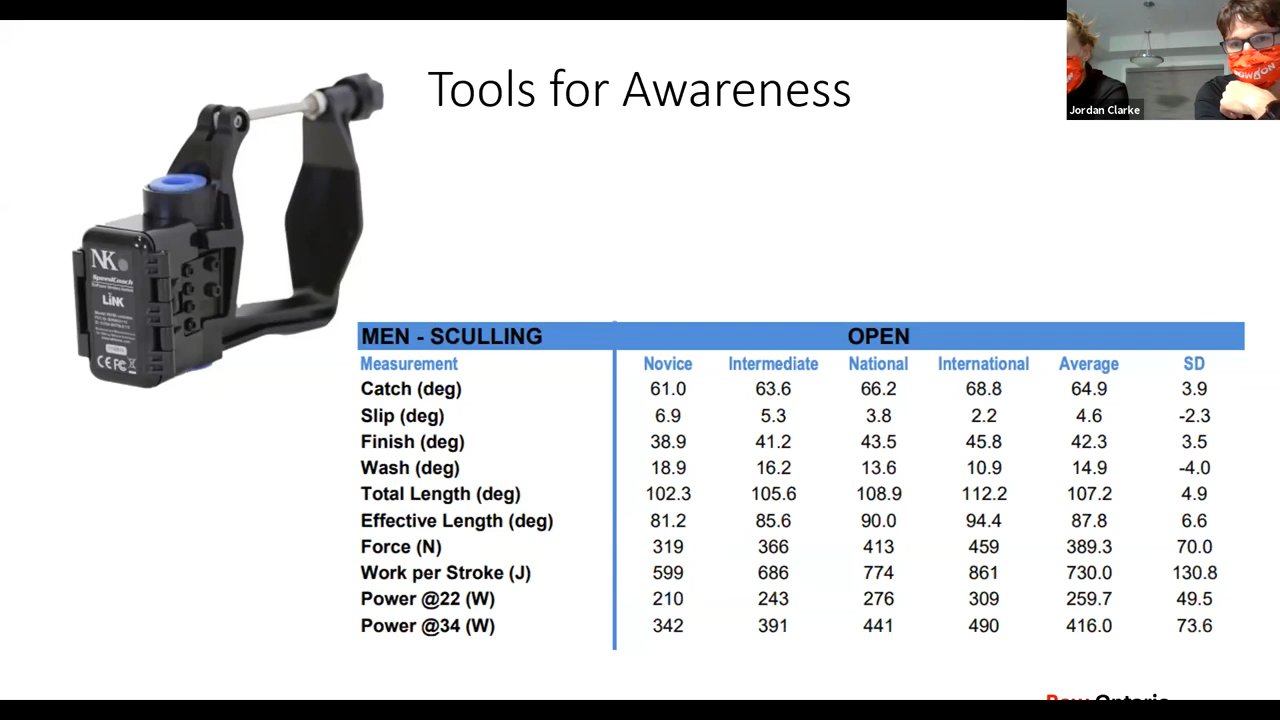 Tools for Awareness
Jordan Clarke
NK
SpeedCoach
LiNK
MEN - SCULLING OPEN
Measurement Novice Intermediate National International Average SD
Catch (deg) 61.0 63.6 66.2 68.8 64.9 3.9
Slip (deg) 6.9 5.3 3.8 2.2 4.6 -2.3
Finish (deg) 38.9 41.2 43.5 45.8 42.3 3.5
Wash (deg) 18.9 16.2 13.6 10.9 14.9 -4.0
Total Length (deg) 102.3 105.6 108.9 112.2 107.2 4.9
Effective Length (deg) 81.2 85.6 90.0 94.4 87.8 6.6
Force (N) 319 366 413 459 389.3 70.0
Work per Stroke (J) 599 686 774 861 730.0 130.8
Power @22 (W) 210 243 276 309 259.7 49.5
Power @34 (W) 342 391 441 490 416.0 73.6
Row Ontario